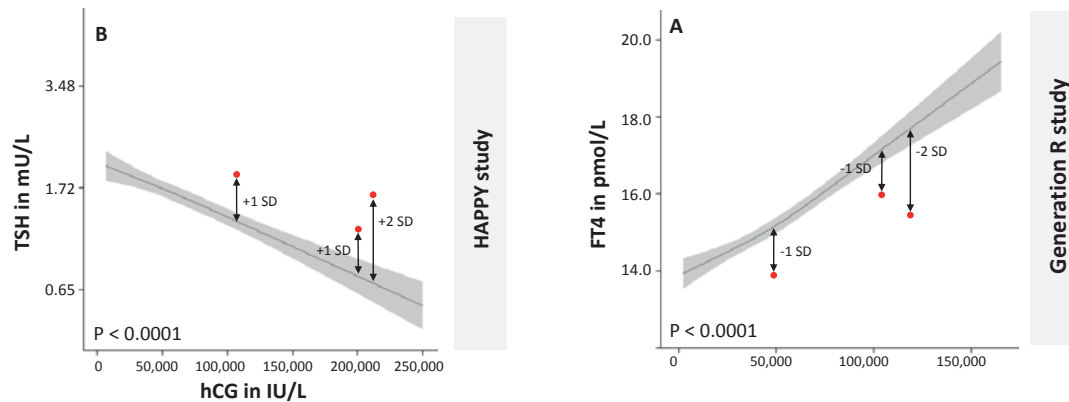 B
TSH in mU/L
3.48
1.72
0.65
+1 SD
+1 SD
+2 SD
P < 0.0001
0
50,000
100,000
150,000
200,000
250,000
hCG in IU/L
HAPPY study
A
FT4 in pmol/L
20.0
18.0
16.0
14.0
-1 SD
-2 SD
-1 SD
P < 0.0001
0
50,000
100,000
150,000
Generation R study